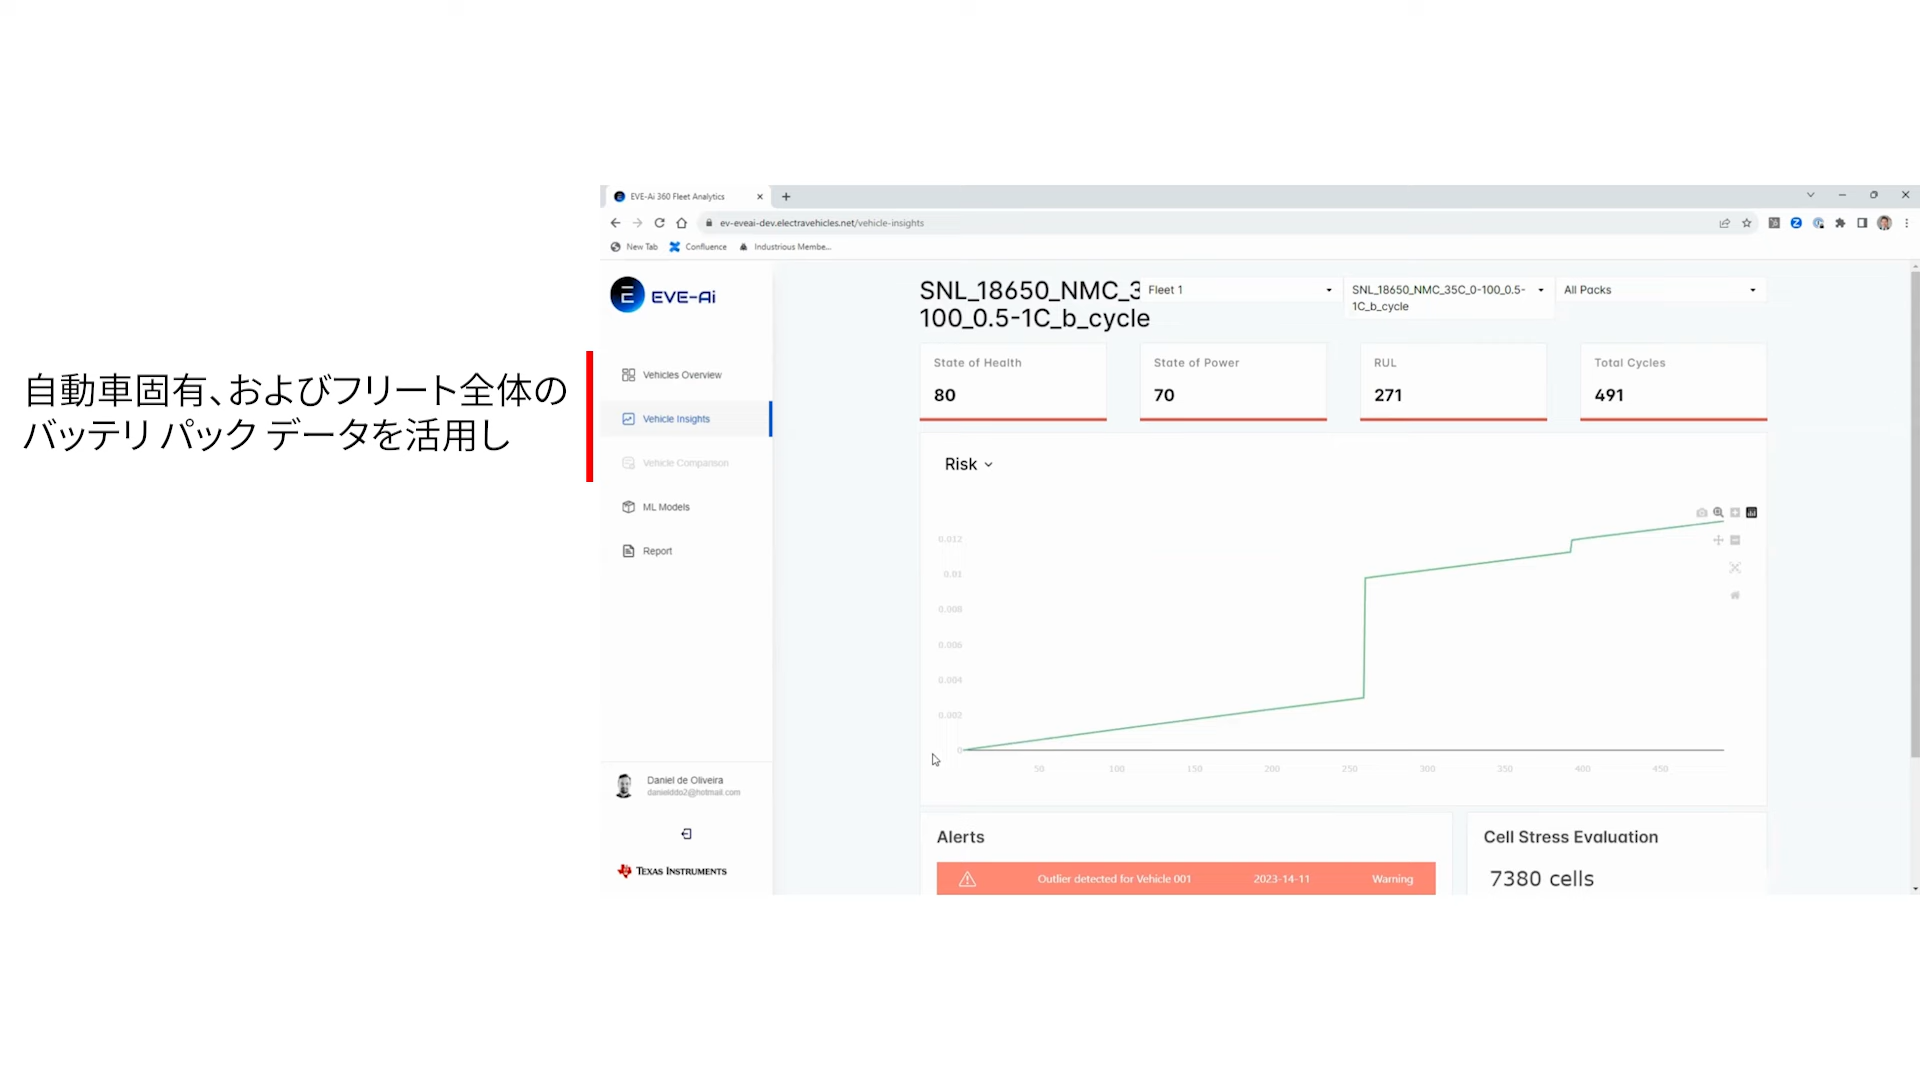 自動車固有、およびフリート全体の
バッテリ パック データを活用し
EVE-Ai 360 Fleet Analytics
ev-eveai-dev.electravehicles.net/vehicle-insights
New Tab
Confluence
Industrious Membe...
EVE-Ai
Vehicles Overview
Vehicle Insights
Vehicle Comparison
ML Models
Report
Daniel de Oliveira
danielddo2@hotmail.com
TEXAS INSTRUMENTS
SNL_18650_NMC_3
100_0.5-1C_b_cycle
Fleet 1
SNL_18650_NMC_35C_0-100_0.5-
1C_b_cycle
All Packs
State of Health
80
State of Power
70
RUL
271
Total Cycles
491
Risk
0.012
0.01
0.008
0.006
0.004
0.002
0
50 100 150 200 250 300 350 400 450
Alerts
Outlier detected for Vehicle 001 2023-14-11 Warning
Cell Stress Evaluation
7380 cells